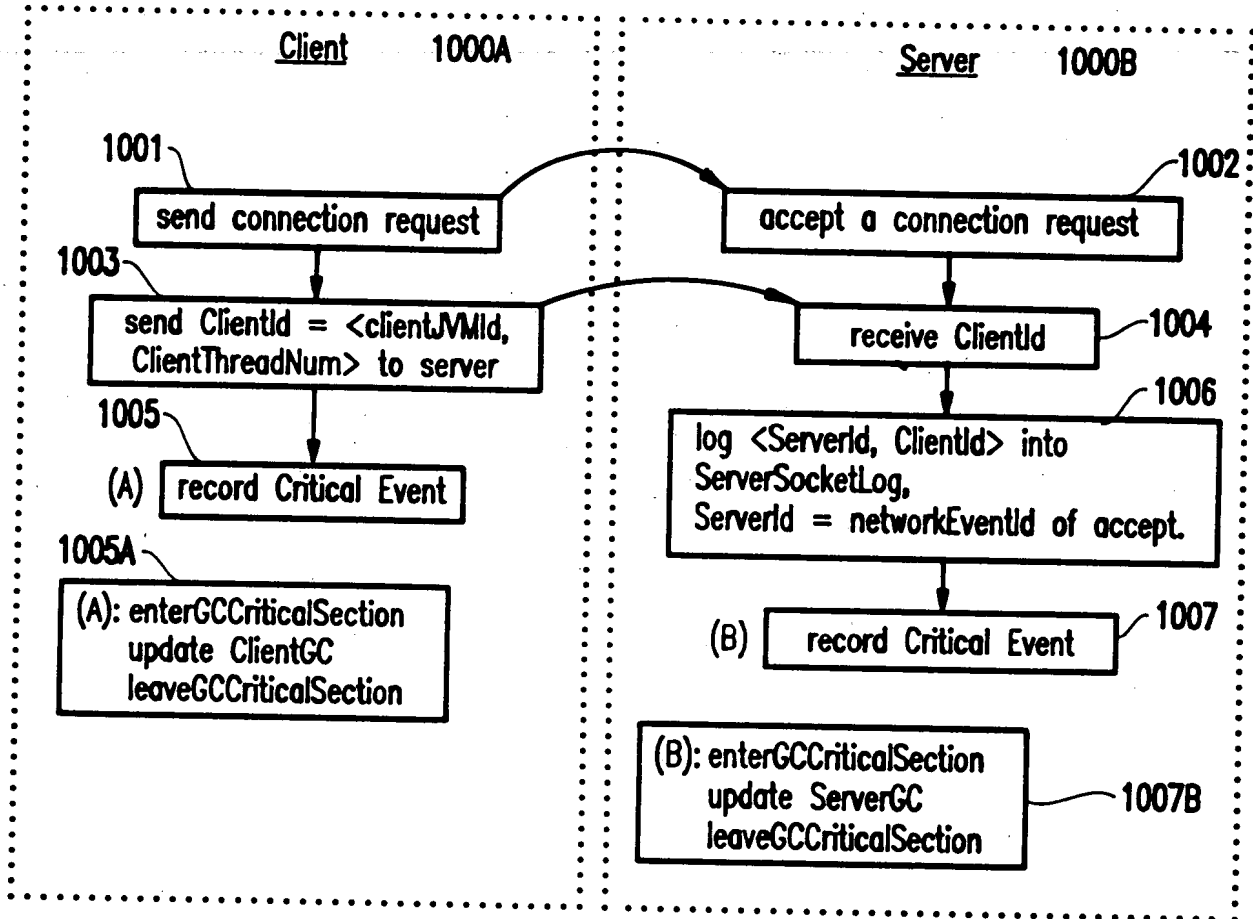 Client 1000A
Server 1000B
1001
send connection request
1002
accept a connection request
1003
send ClientId = <clientJVMId,
ClientThreadNum> to server
1004
receive ClientId
1005
(A) record Critical Event
1006
log <ServerId, ClientId> into
ServerSocketLog,
ServerId = networkEventId of accept.
1005A
(A): enterGCCriticalSection
update ClientGC
leaveGCCriticalSection
1007
(B) record Critical Event
(B): enterGCCriticalSection
update ServerGC
leaveGCCriticalSection
1007B